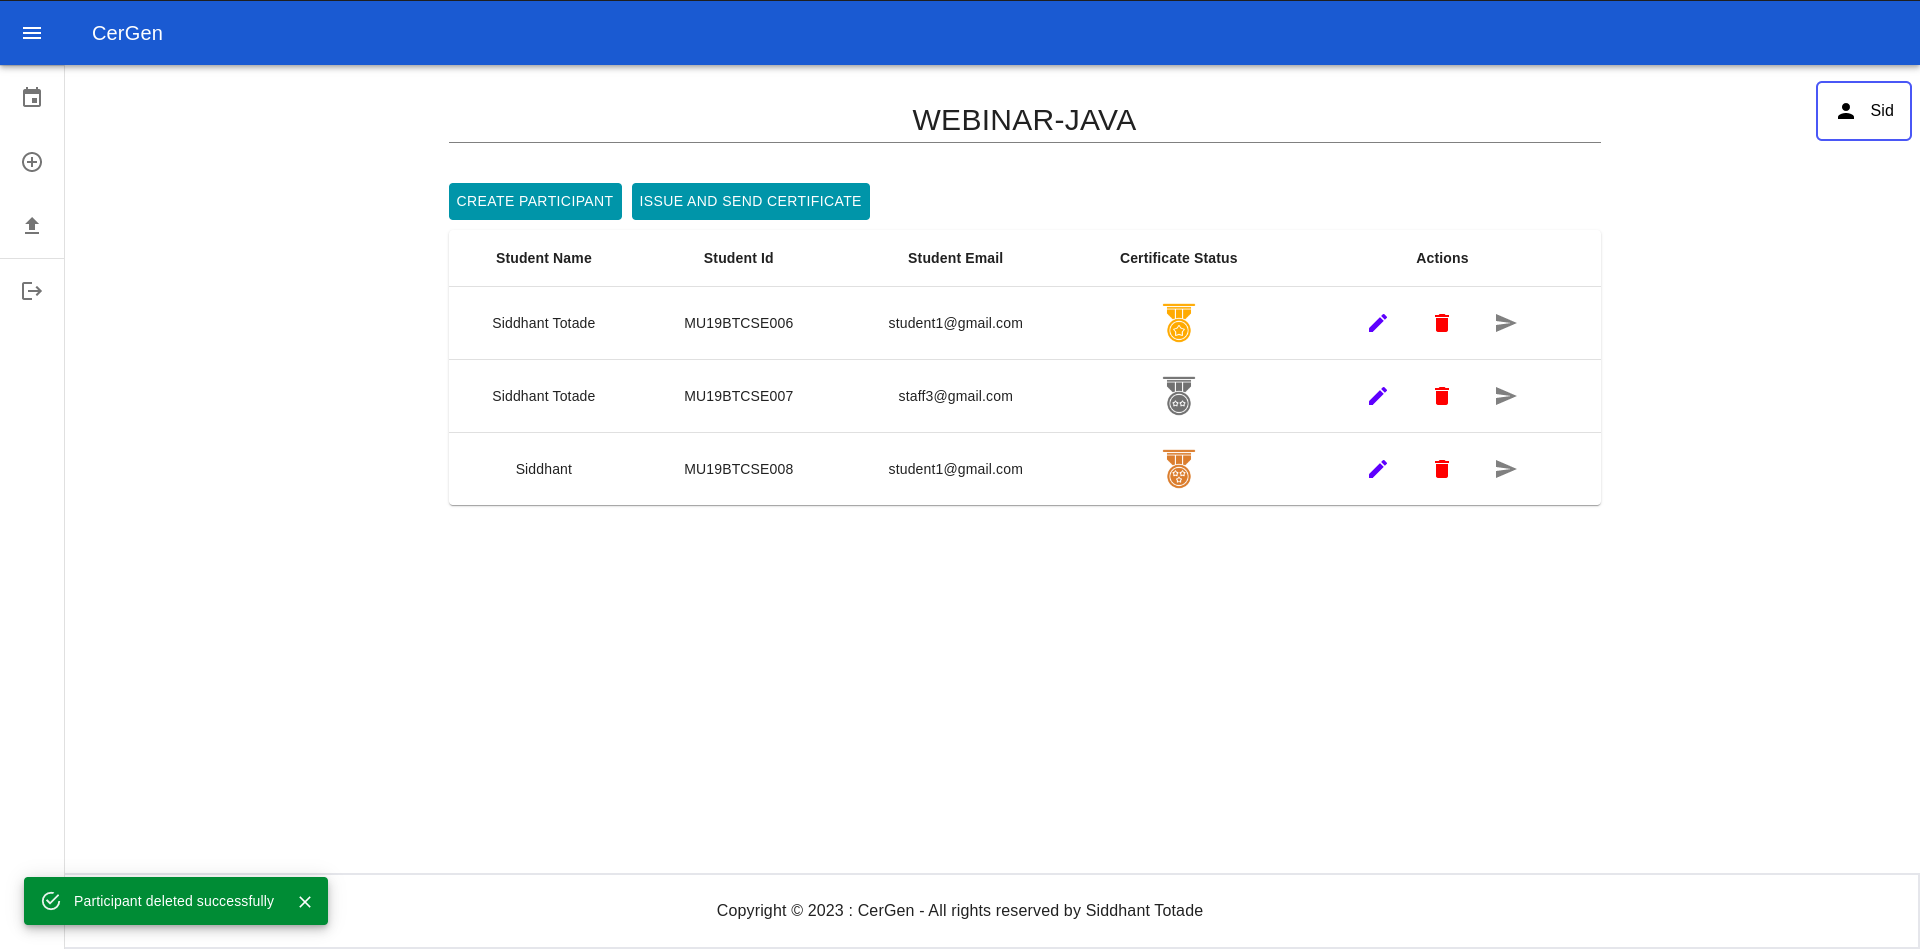 CerGen
Sid
WEBINAR-JAVA
CREATE PARTICIPANT ISSUE AND SEND CERTIFICATE
Student Name Student Id Student Email Certificate Status Actions
Siddhant Totade MU19BTCSE006 student1@gmail.com
Siddhant Totade MU19BTCSE007 staff3@gmail.com
Siddhant MU19BTCSE008 student1@gmail.com
Participant deleted successfully
Copyright © 2023 : CerGen - All rights reserved by Siddhant Totade